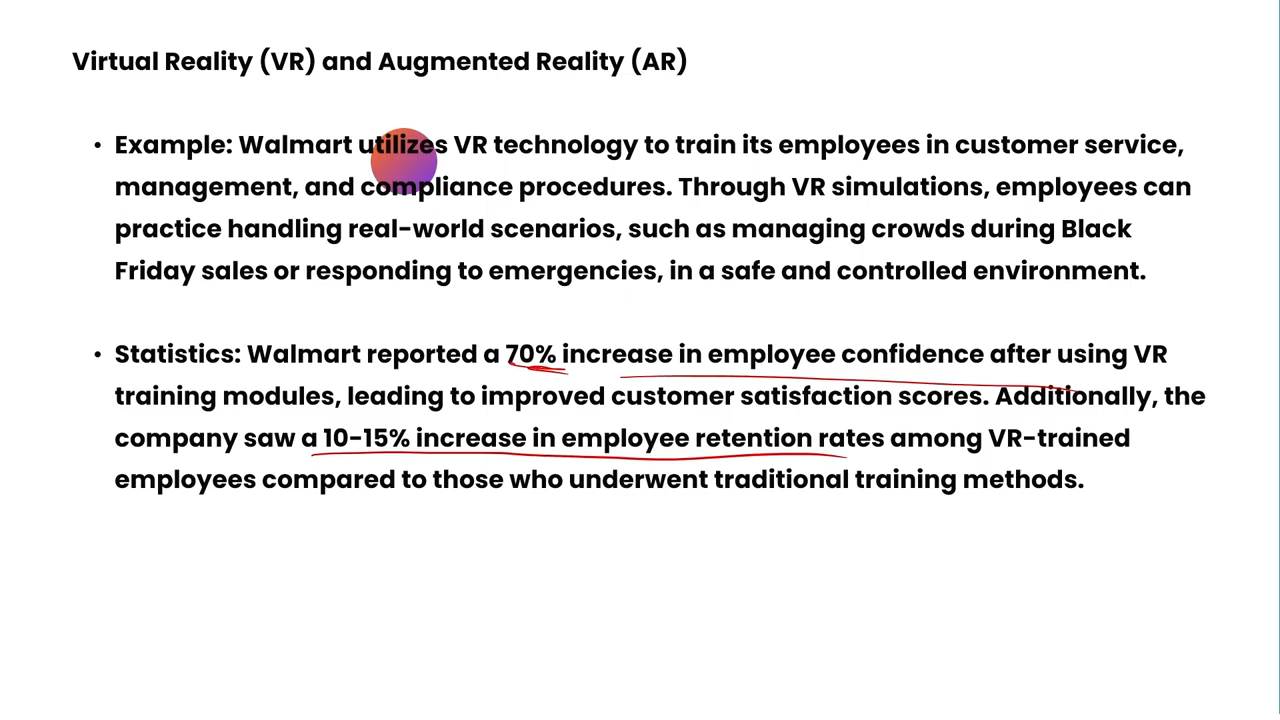 Virtual Reality (VR) and Augmented Reality (AR)
• Example: Walmart utilizes VR technology to train its employees in customer service,
management, and compliance procedures. Through VR simulations, employees can
practice handling real-world scenarios, such as managing crowds during Black
Friday sales or responding to emergencies, in a safe and controlled environment.
• Statistics: Walmart reported a 70% increase in employee confidence after using VR
training modules, leading to improved customer satisfaction scores. Additionally, the
company saw a 10-15% increase in employee retention rates among VR-trained
employees compared to those who underwent traditional training methods.